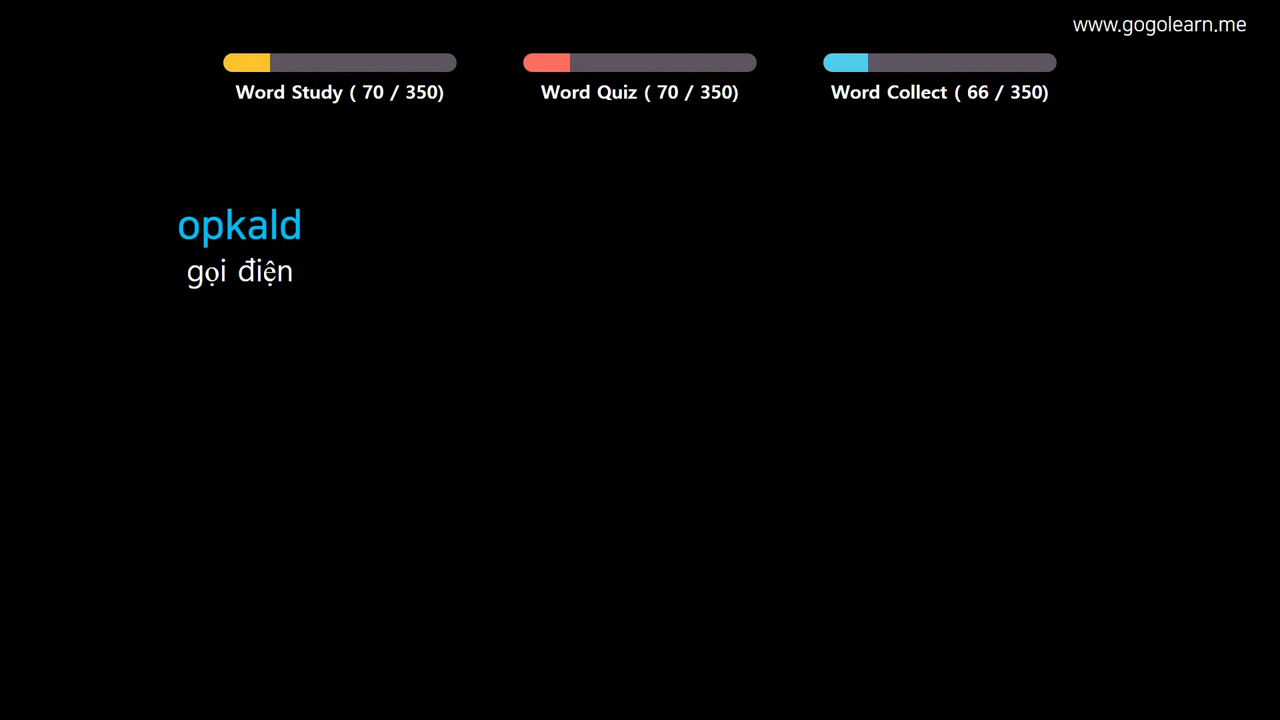 www.gogolearn.me
Word Study ( 70 / 350)
Word Quiz ( 70 / 350)
Word Collect ( 66 / 350)
opkald
gọi điện